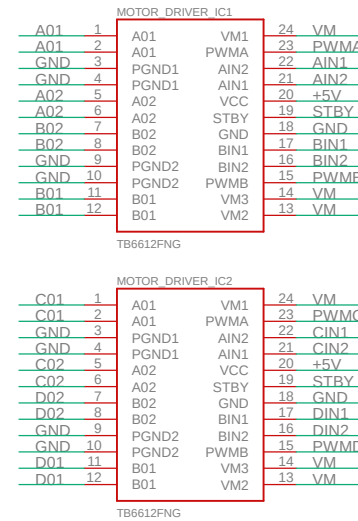 MOTOR_DRIVER_IC1
A01 1 A01 VM1 24 VM
A01 2 A01 PWMA 23 PWMA
GND 3 PGND1 AIN2 22 AIN1
GND 4 PGND1 AIN1 21 AIN2
A02 5 A02 VCC 20 +5V
A02 6 A02 STBY 19 STBY
B02 7 B02 GND 18 GND
B02 8 B02 BIN1 17 BIN1
GND 9 PGND2 BIN2 16 BIN2
GND 10 PGND2 PWMB 15 PWMB
B01 11 B01 VM3 14 VM
B01 12 B01 VM2 13 VM
TB6612FNG
MOTOR_DRIVER_IC2
C01 1 A01 VM1 24 VM
C01 2 A01 PWMA 23 PWMC
GND 3 PGND1 AIN2 22 CIN1
GND 4 PGND1 AIN1 21 CIN2
C02 5 A02 VCC 20 +5V
C02 6 A02 STBY 19 STBY
D02 7 B02 GND 18 GND
D02 8 B02 BIN1 17 DIN1
GND 9 PGND2 BIN2 16 DIN2
GND 10 PGND2 PWMB 15 PWMD
D01 11 B01 VM3 14 VM
D01 12 B01 VM2 13 VM
TB6612FNG